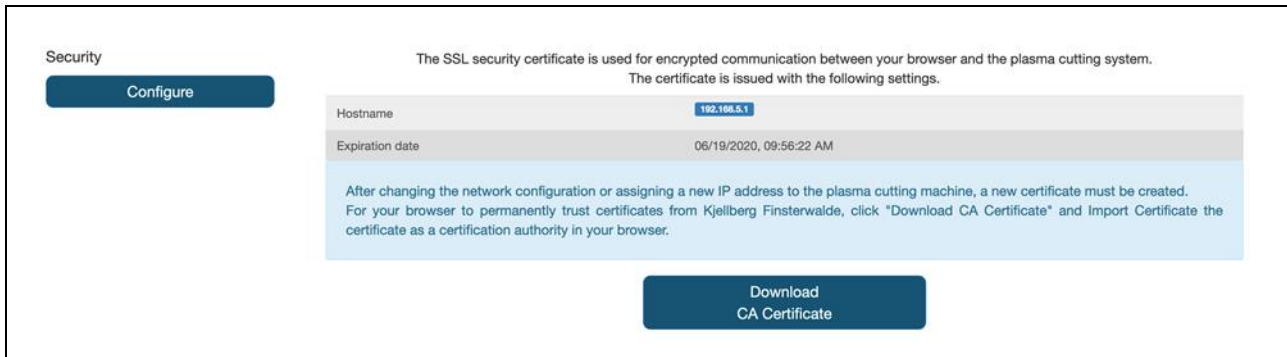 Security
Configure
The SSL security certificate is used for encrypted communication between your browser and the plasma cutting system.
The certificate is issued with the following settings.
Hostname 192.168.5.1
Expiration date 06/19/2020, 09:56:22 AM
After changing the network configuration or assigning a new IP address to the plasma cutting machine, a new certificate must be created.
For your browser to permanently trust certificates from Kjellberg Finsterwalde, click "Download CA Certificate" and Import Certificate the
certificate as a certification authority in your browser.
Download
CA Certificate